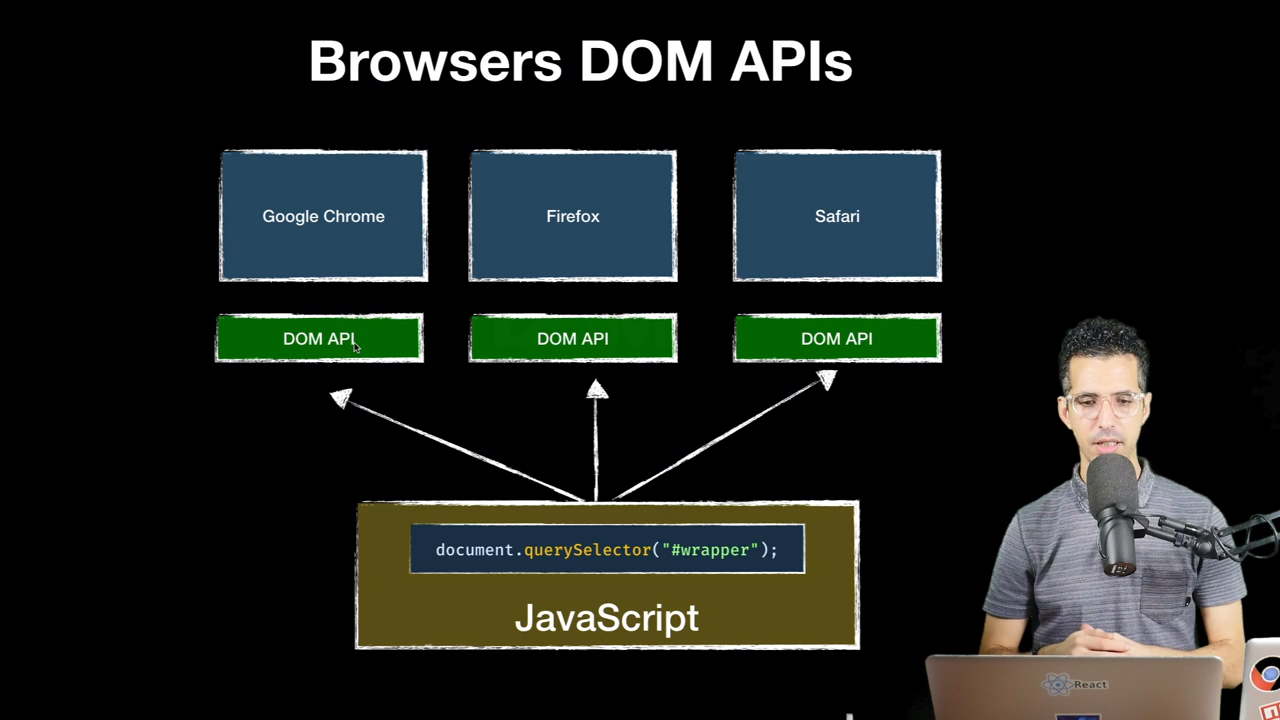 Browsers DOM APIs
Google Chrome
Firefox
Safari
DOM API
DOM API
DOM API
document.querySelector("#wrapper");
JavaScript
React